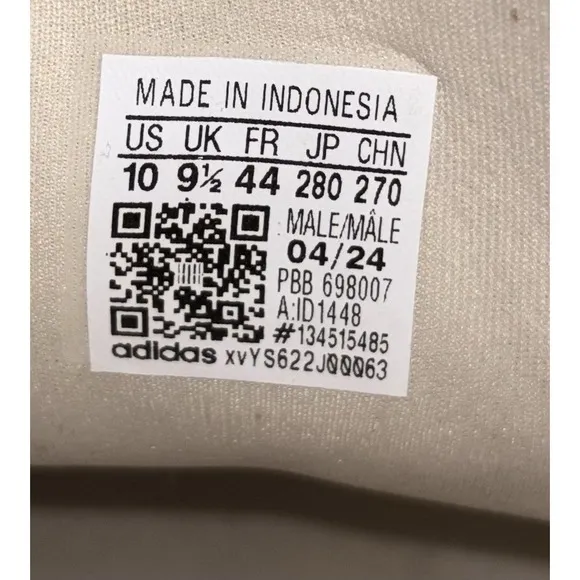 MADE IN INDONESIA
US UK FR JP CHN
10 9½ 44 280 270
MALE/MÂLE
04/24
PBB 698007
A:ID1448
#134515485
adidas xvYS622J00063